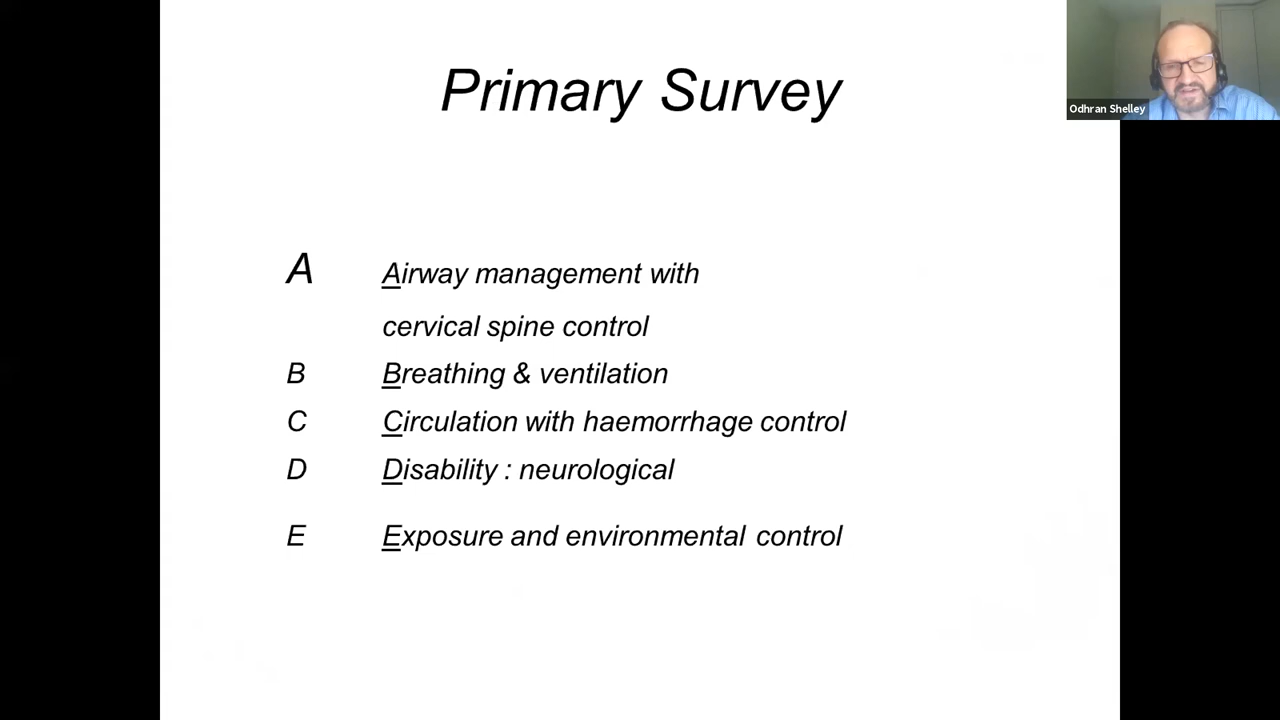 Primary Survey
Odhran Shelley
A Airway management with
cervical spine control
B Breathing & ventilation
C Circulation with haemorrhage control
D Disability : neurological
E Exposure and environmental control